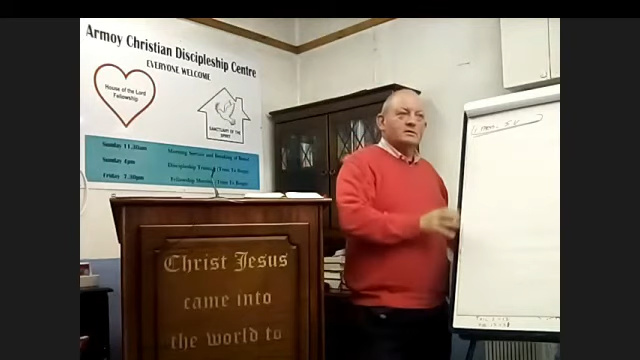 Armoy Christian Discipleship Centre
EVERYONE WELCOME
House of the Lord
Fellowship
SANCTUARY OF THE
SPIRIT
Sunday 11.30am Morning Service and Breaking of Bread
Sunday 6pm Discipleship Training
Friday 7.30pm Fellowship Meeting
Christ Jesus
came into
the world to